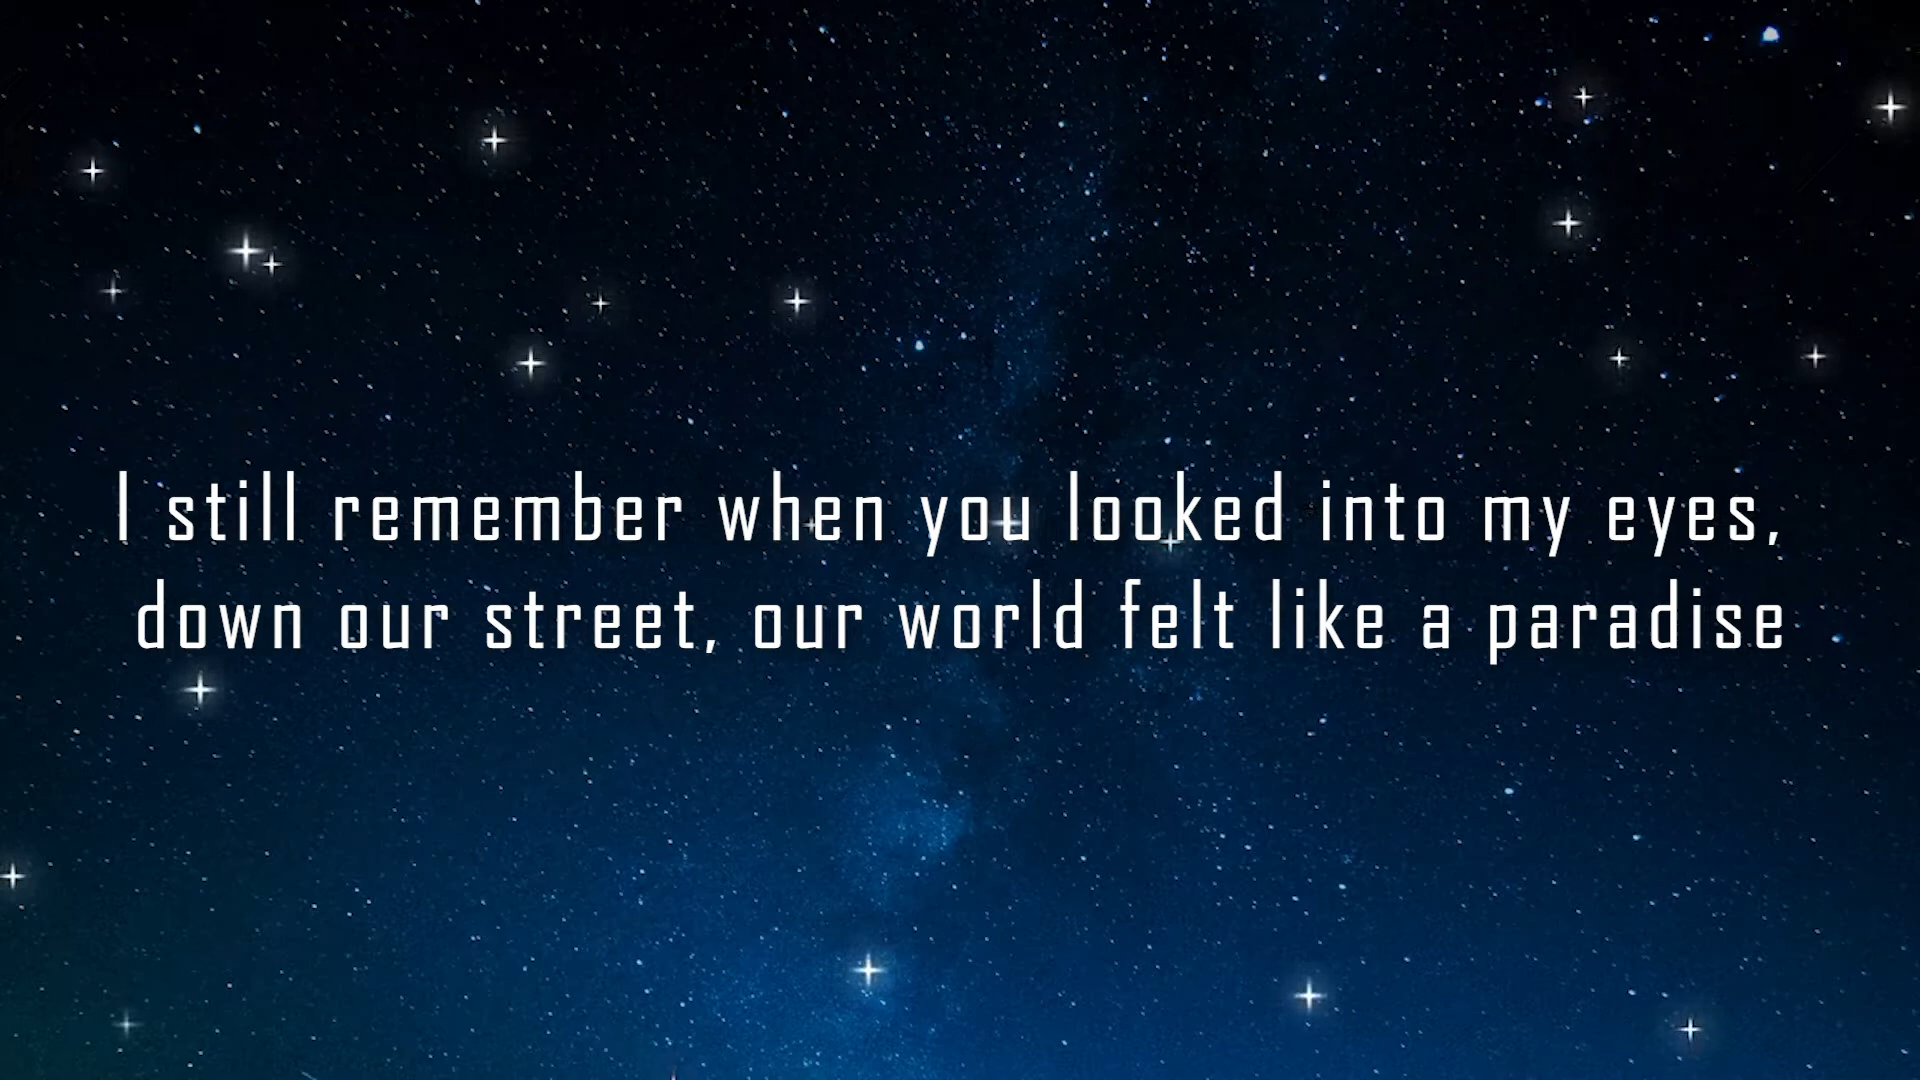 I still remember when you looked into my eyes,
down our street, our world felt like a paradise